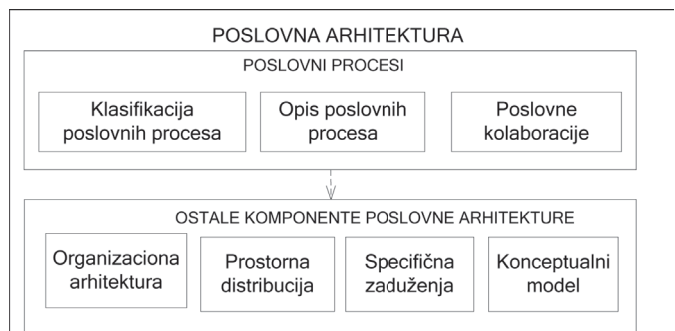 POSLOVNA ARHITEKTURA
POSLOVNI PROCESI
Klasifikacija
poslovnih procesa
Opis poslovnih
procesa
Poslovne
kolaboracije
OSTALE KOMPONENTE POSLOVNE ARHITEKTURE
Organizaciona
arhitektura
Prostorna
distribucija
Specifična
zaduženja
Konceptualni
model